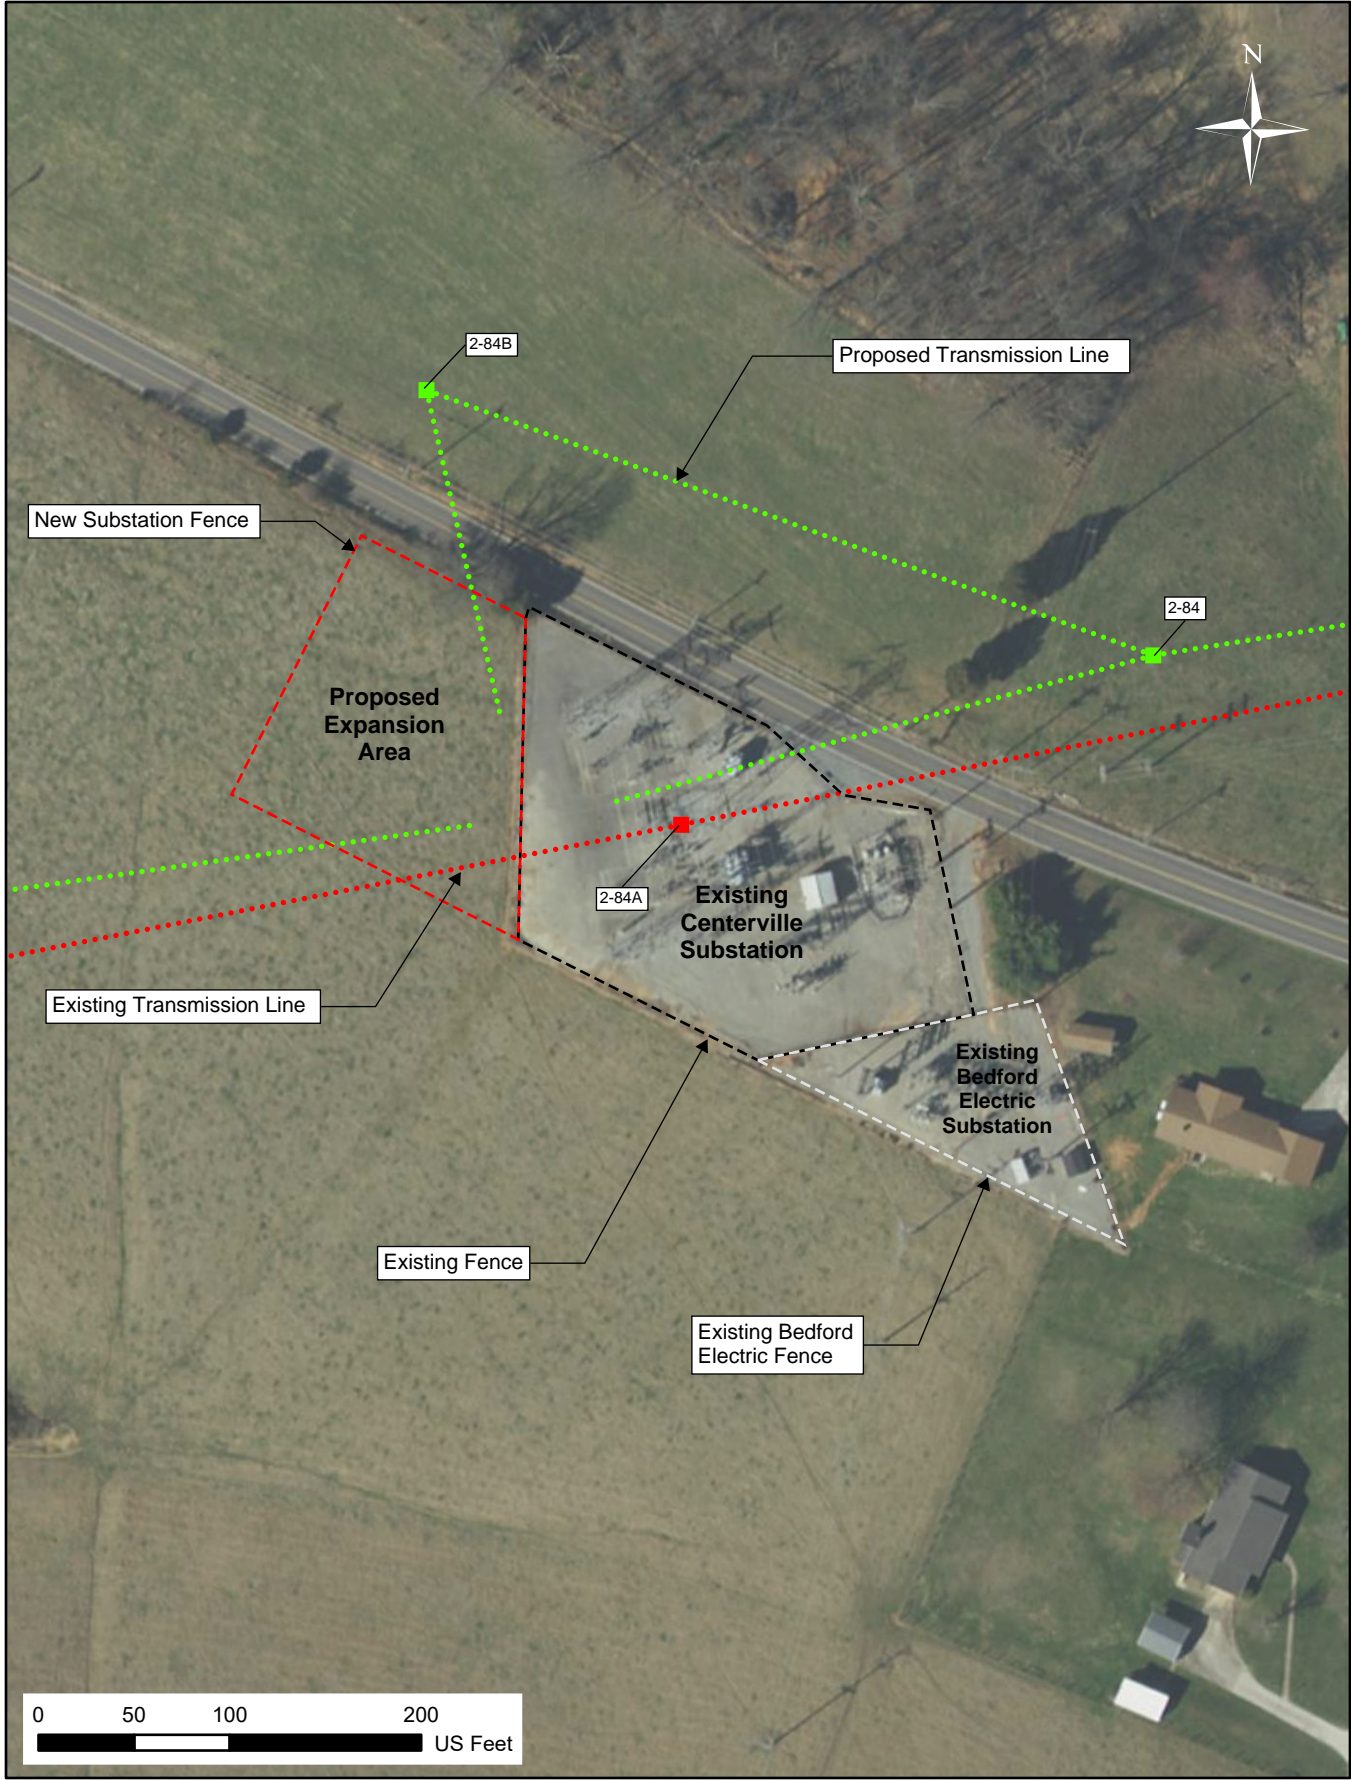 N
2-84B
Proposed Transmission Line
New Substation Fence
2-84
Proposed
Expansion
Area
2-84A
Existing
Centerville
Substation
Existing Transmission Line
Existing
Bedford
Electric
Substation
Existing Fence
Existing Bedford
Electric Fence
0 50 100 200
US Feet